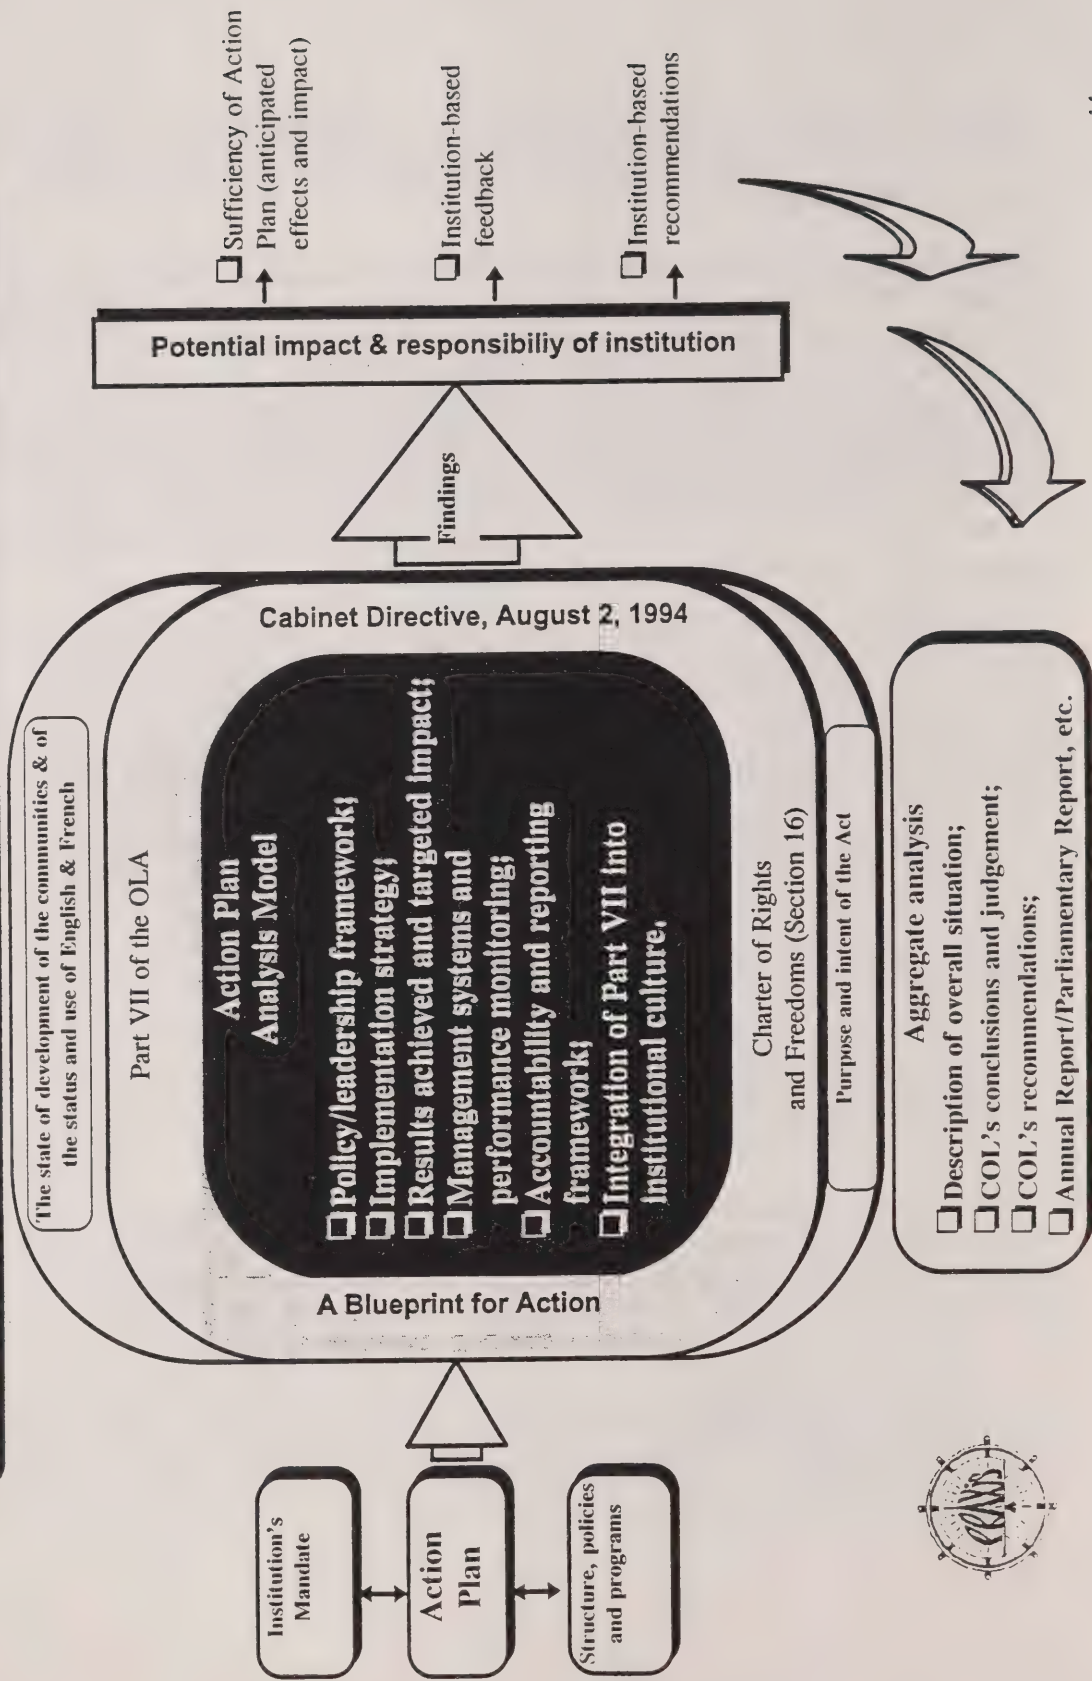 Institution's
Mandate
Action
Plan
Structure, policies
and programs
The state of development of the communities & of
the status and use of English & French
Part VII of the OLA
A Blueprint for Action
Action Plan
Analysis Model
❑ Policy/leadership framework;
❑ Implementation strategy;
❑ Results achieved and targeted impact;
❑ Management systems and
performance monitoring;
❑ Accountability and reporting
framework;
❑ Integration of Part VII into
institutional culture.
Cabinet Directive, August 2, 1994
Charter of Rights
and Freedoms (Section 16)
Purpose and intent of the Act
Findings
Potential impact & responsibiliy of institution
❑ Sufficiency of Action
Plan (anticipated
effects and impact)
❑ Institution-based
feedback
❑ Institution-based
recommendations
Aggregate analysis
❑ Description of overall situation;
❑ COL's conclusions and judgement;
❑ COL's recommendations;
❑ Annual Report/Parliamentary Report, etc.